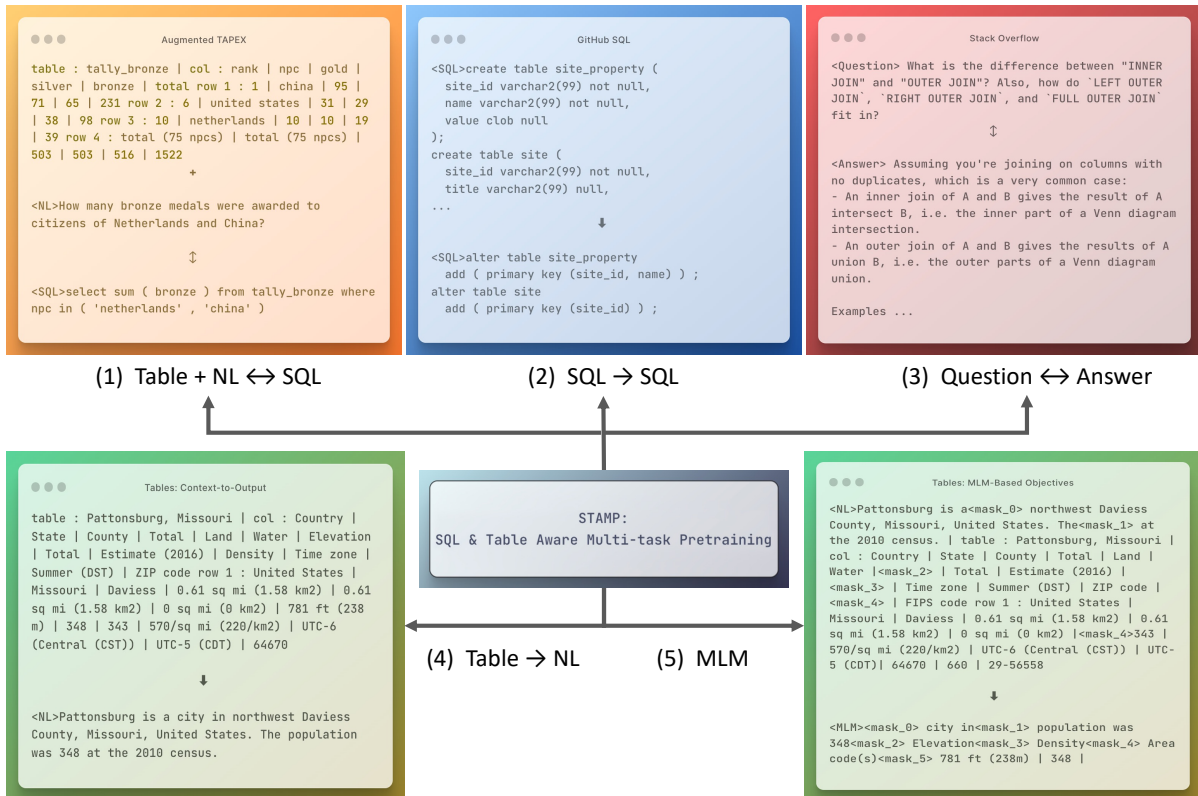 Augmented TAPEX
table : tally_bronze | col : rank | npc | gold |
silver | bronze | total row 1 : 1 | china | 95 |
71 | 65 | 231 row 2 : 6 | united states | 31 | 29
| 38 | 98 row 3 : 10 | netherlands | 10 | 10 | 19
| 39 row 4 : total (75 npcs) | total (75 npcs) |
503 | 503 | 516 | 1522
+
<NL>How many bronze medals were awarded to
citizens of Netherlands and China?
↕
<SQL>select sum ( bronze ) from tally_bronze where
npc in ( 'netherlands' , 'china' )
(1) Table + NL ↔ SQL
GitHub SQL
<SQL>create table site_property (
site_id varchar2(99) not null,
name varchar2(99) not null,
value clob null
);
create table site (
site_id varchar2(99) not null,
title varchar2(99) null,
...
⬇
<SQL>alter table site_property
add ( primary key (site_id, name) ) ;
alter table site
add ( primary key (site_id) ) ;
(2) SQL → SQL
Stack Overflow
<Question> What is the difference between "INNER
JOIN" and "OUTER JOIN"? Also, how do `LEFT OUTER
JOIN`, `RIGHT OUTER JOIN`, and `FULL OUTER JOIN`
fit in?
↕
<Answer> Assuming you're joining on columns with
no duplicates, which is a very common case:
- An inner join of A and B gives the result of A
intersect B, i.e. the inner part of a Venn diagram
intersection.
- An outer join of A and B gives the results of A
union B, i.e. the outer parts of a Venn diagram
union.
Examples ...
(3) Question ↔ Answer
Tables: Context-to-Output
table : Pattonsburg, Missouri | col : Country |
State | County | Total | Land | Water | Elevation
| Total | Estimate (2016) | Density | Time zone |
Summer (DST) | ZIP code row 1 : United States |
Missouri | Daviess | 0.61 sq mi (1.58 km2) | 0.61
sq mi (1.58 km2) | 0 sq mi (0 km2) | 781 ft (238
m) | 348 | 343 | 570/sq mi (220/km2) | UTC-6
(Central (CST)) | UTC-5 (CDT) | 64670
⬇
<NL>Pattonsburg is a city in northwest Daviess
County, Missouri, United States. The population
was 348 at the 2010 census.
STAMP:
SQL & Table Aware Multi-task Pretraining
(4) Table → NL
(5) MLM
Tables: MLM-Based Objectives
<NL>Pattonsburg is a<mask_0> northwest Daviess
County, Missouri, United States. The<mask_1> at
the 2010 census. | table : Pattonsburg, Missouri |
col : Country | State | County | Total | Land |
Water |<mask_2> | Total | Estimate (2016) |
<mask_3> | Time zone | Summer (DST) | ZIP code |
<mask_4> | FIPS code row 1 : United States |
Missouri | Daviess | 0.61 sq mi (1.58 km2) | 0.61
sq mi (1.58 km2) | 0 sq mi (0 km2) |<mask_4>343 |
570/sq mi (220/km2) | UTC-6 (Central (CST)) | UTC-
5 (CDT)| 64670 | 660 | 29-56558
⬇
<MLM><mask_0> city in<mask_1> population was
348<mask_2> Elevation<mask_3> Density<mask_4> Area
code(s)<mask_5> 781 ft (238m) | 348 |